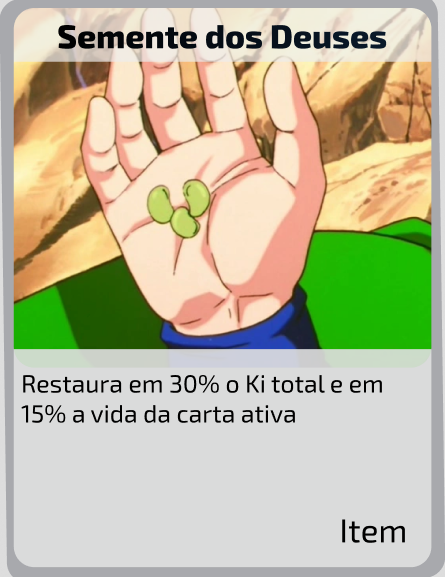 Semente dos Deuses
Restaura em 30% o Ki total e em
15% a vida da carta ativa
Item